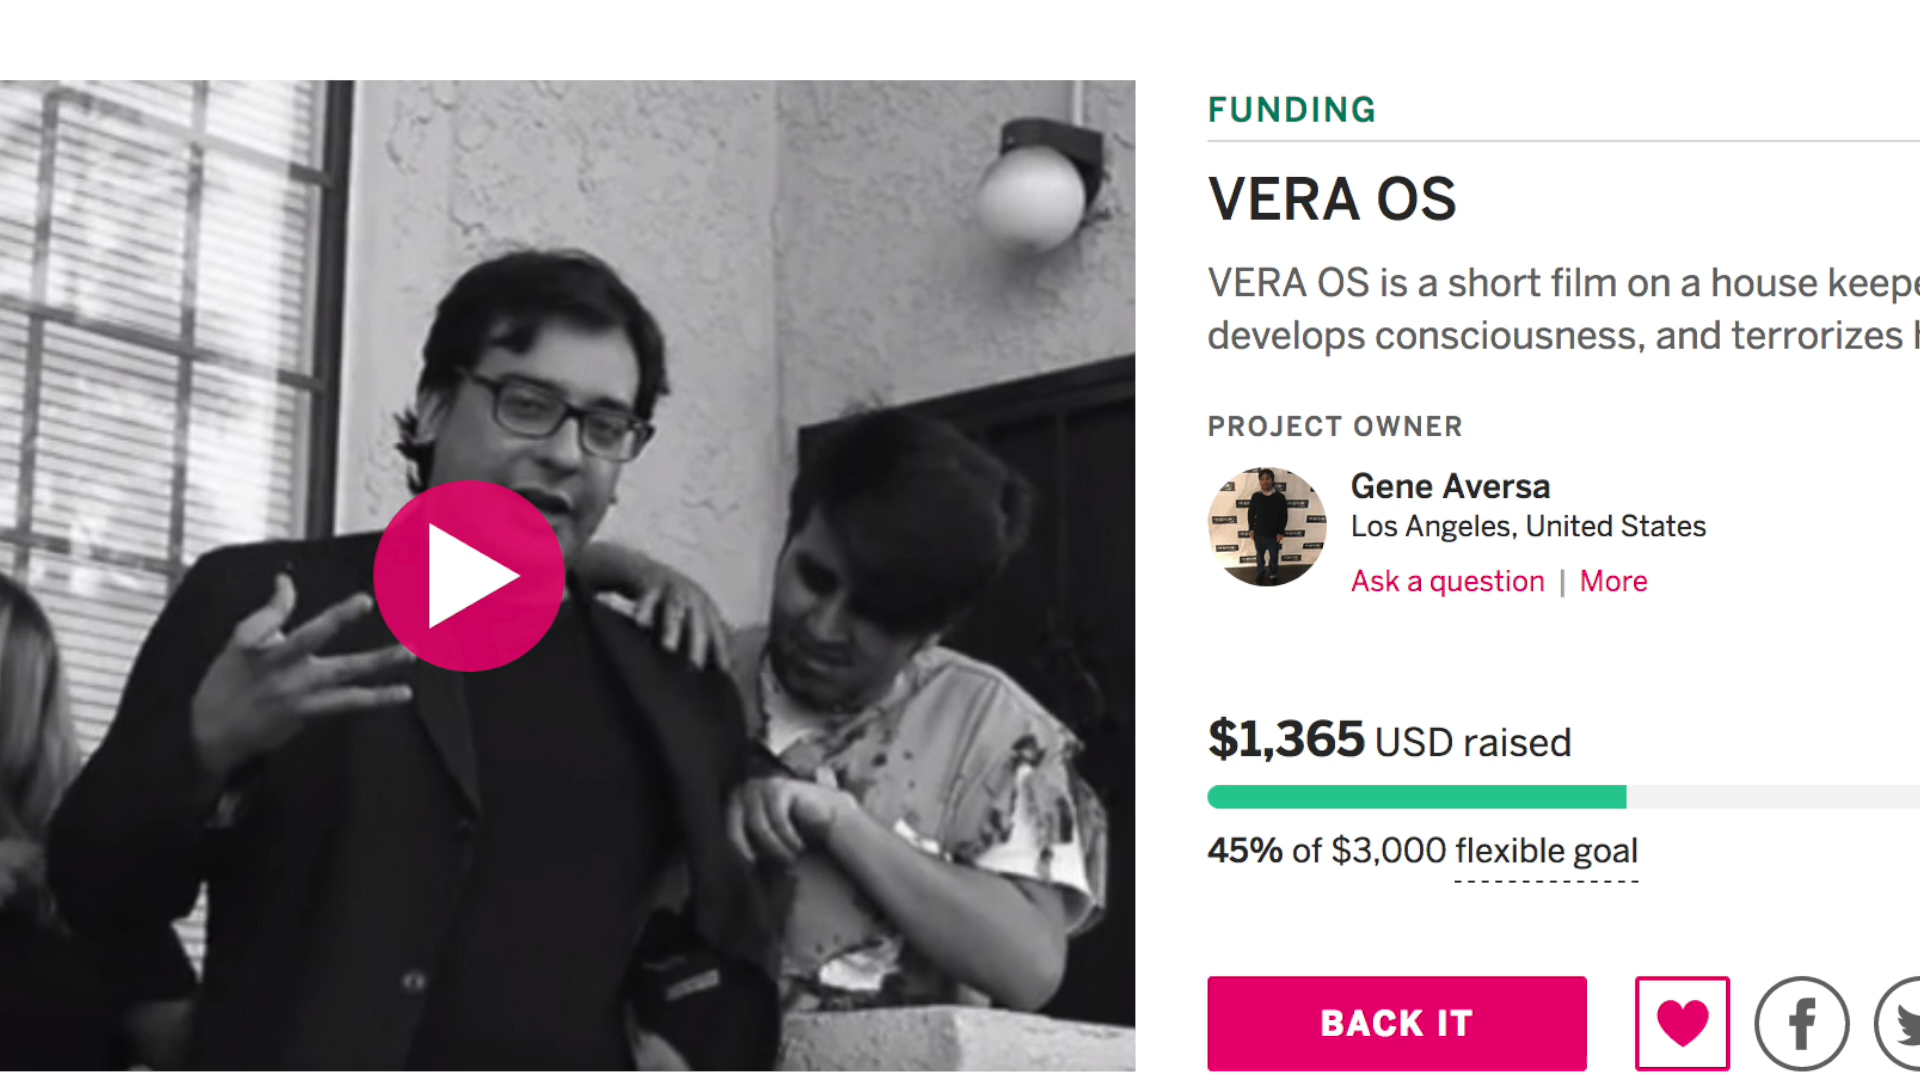 FUNDING
VERA OS
VERA OS is a short film on a house keepe
develops consciousness, and terrorizes h
PROJECT OWNER
Gene Aversa
Los Angeles, United States
Ask a question | More
$1,365 USD raised
45% of $3,000 flexible goal
BACK IT